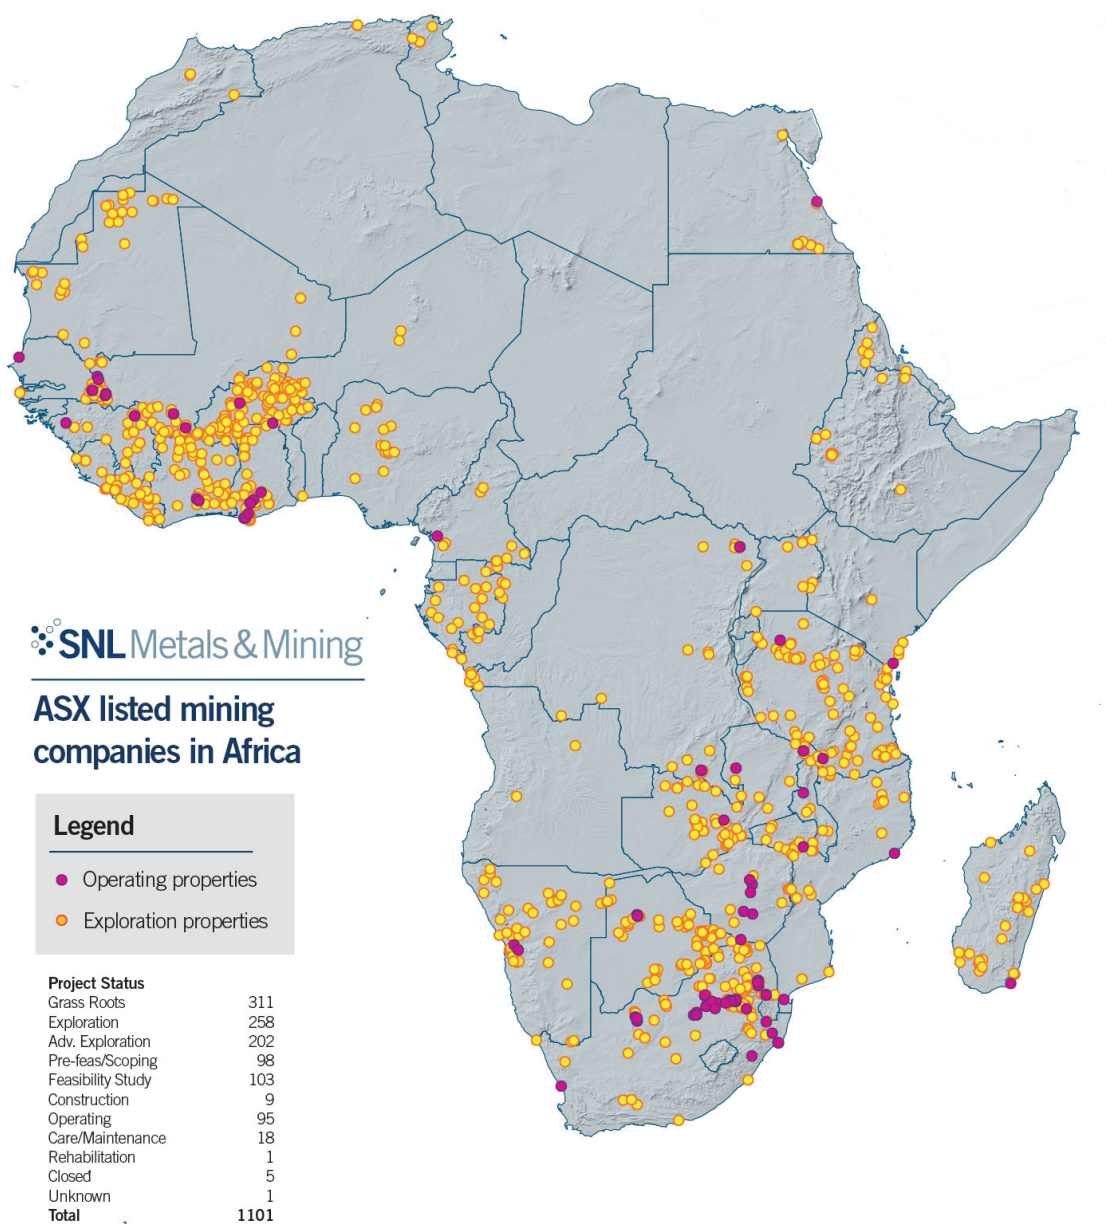 SNL Metals & Mining
ASX listed mining
companies in Africa
Legend
Operating properties
Exploration properties
Project Status
Grass Roots 311
Exploration 258
Adv. Exploration 202
Pre-feas/Scoping 98
Feasibility Study 103
Construction 9
Operating 95
Care/Maintenance 18
Rehabilitation 1
Closed 5
Unknown 1
Total 1101